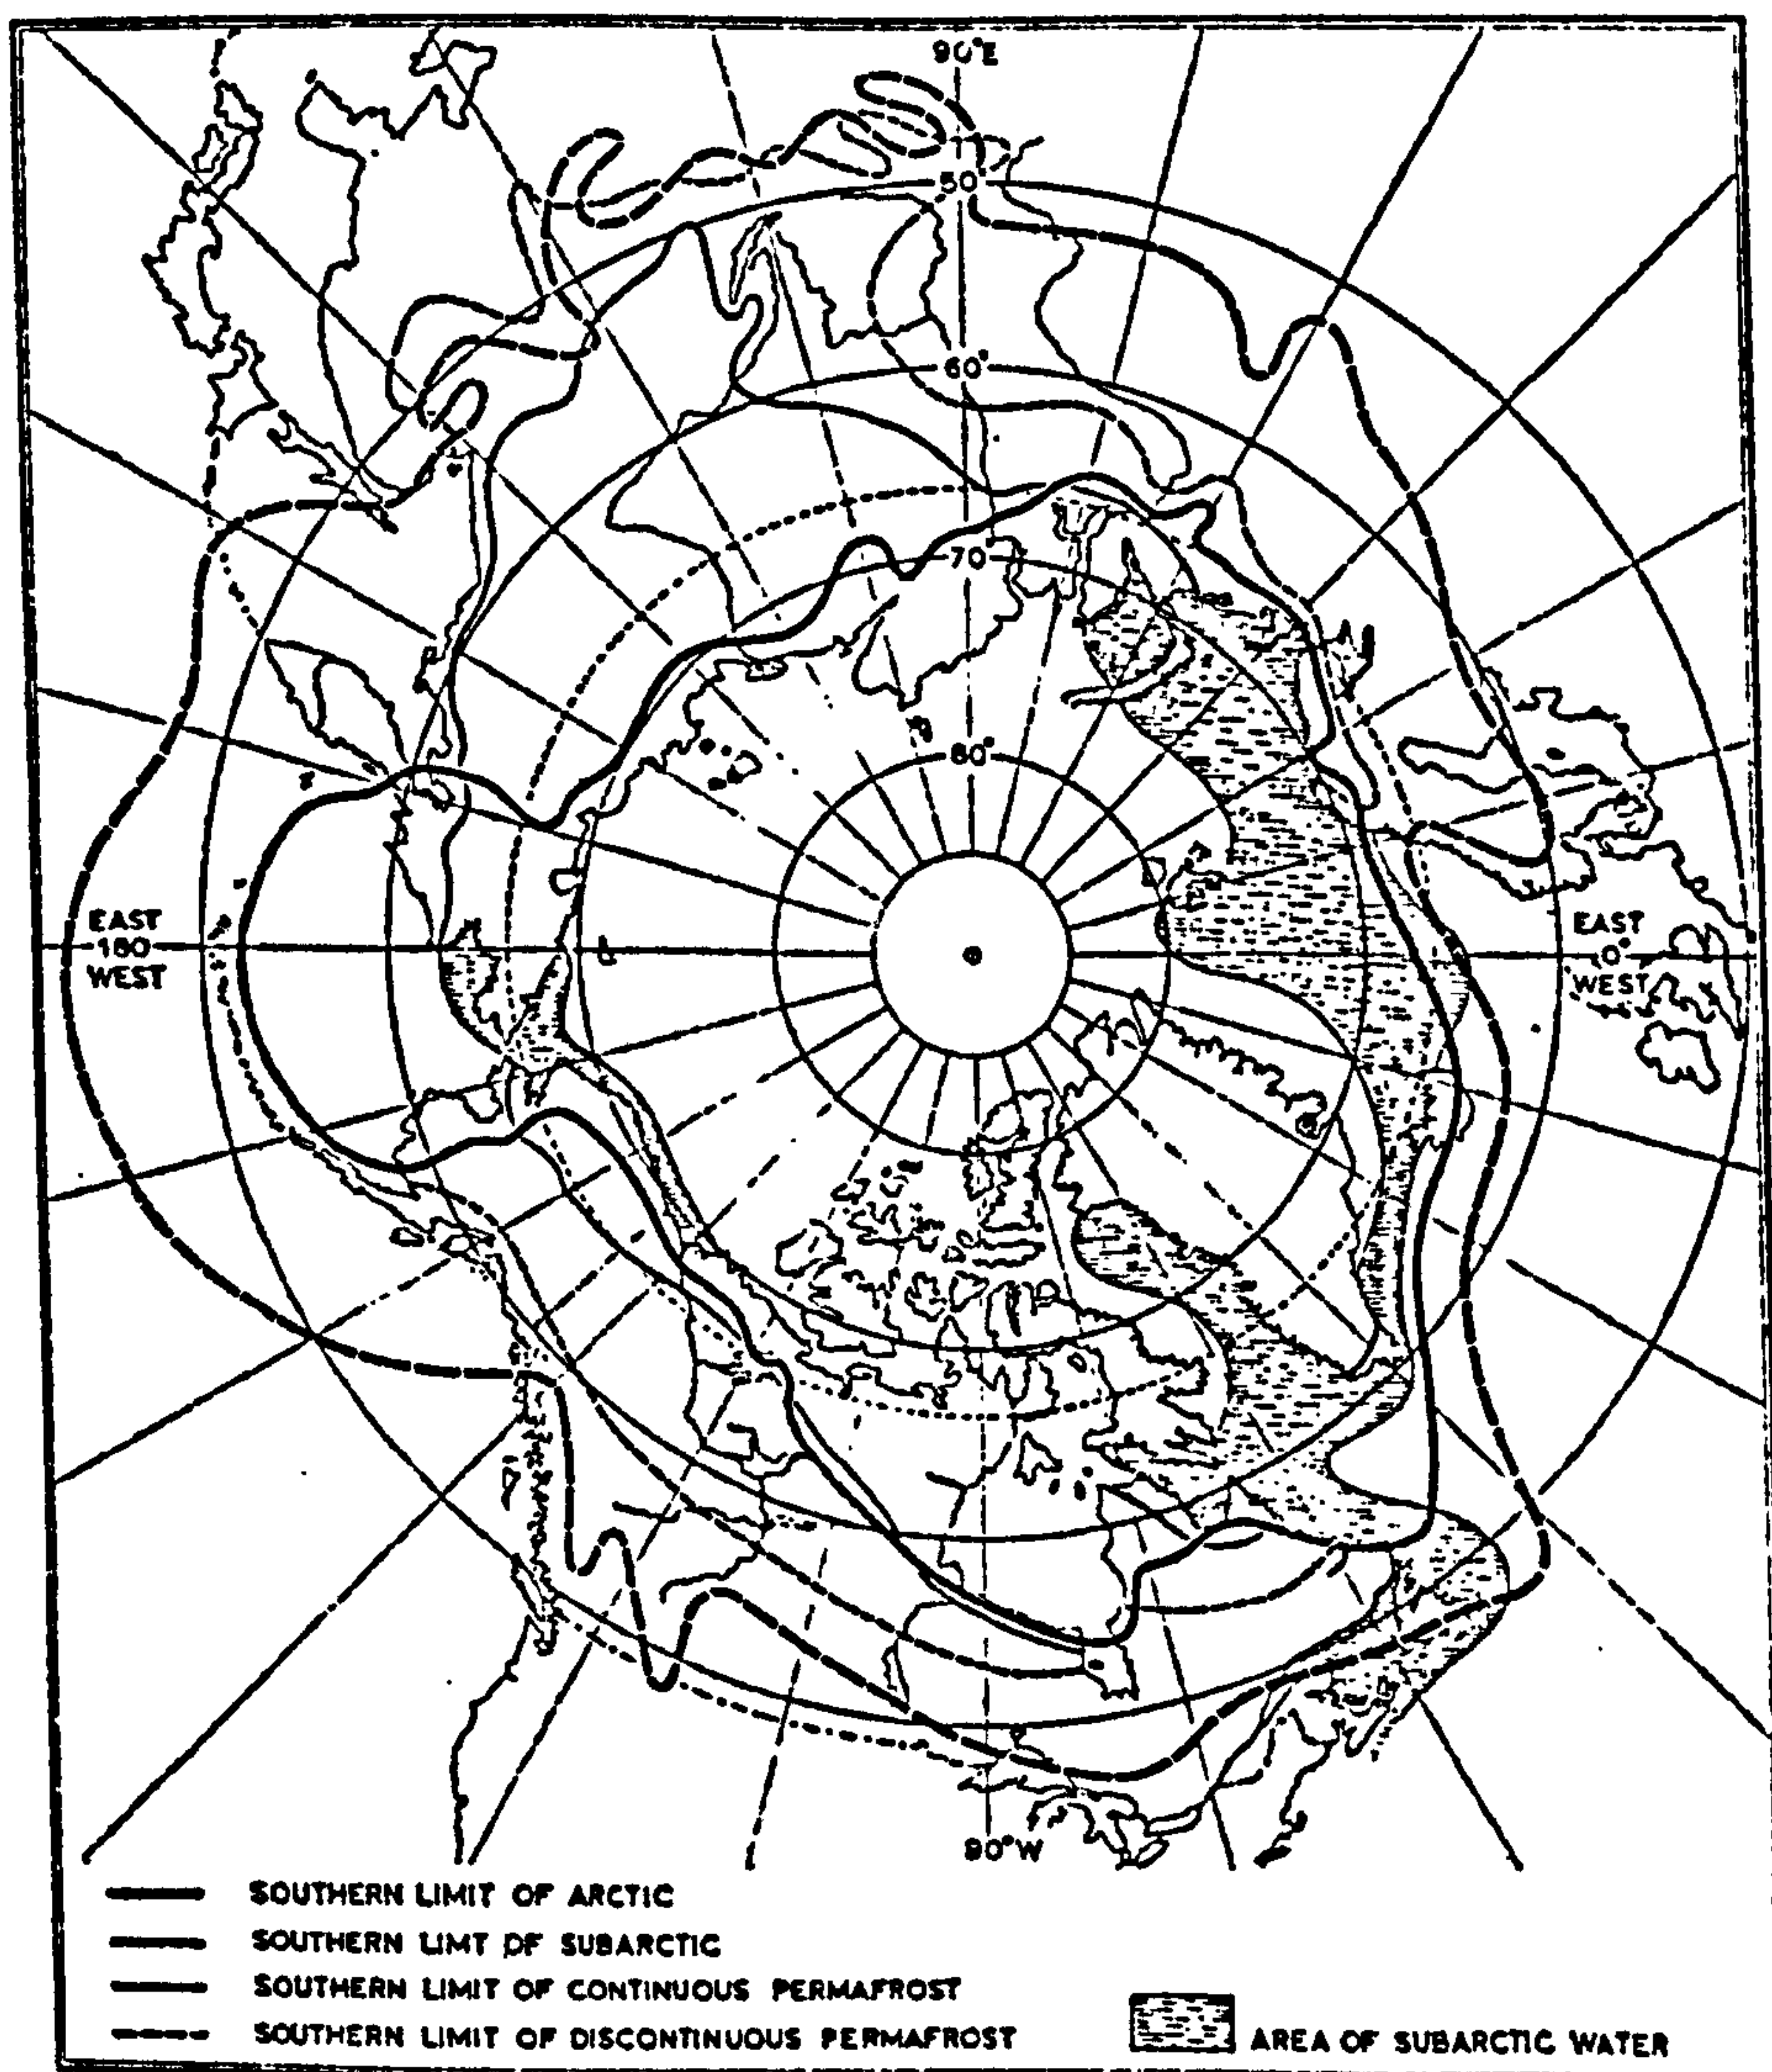 90°E
50°
60°
70°
80°
EAST
180
WEST
EAST
0°
WEST
90°W
SOUTHERN LIMIT OF ARCTIC
SOUTHERN LIMT OF SUBARCTIC
SOUTHERN LIMIT OF CONTINUOUS PERMAFROST
SOUTHERN LIMIT OF DISCONTINUOUS PERMAFROST
AREA OF SUBARCTIC WATER